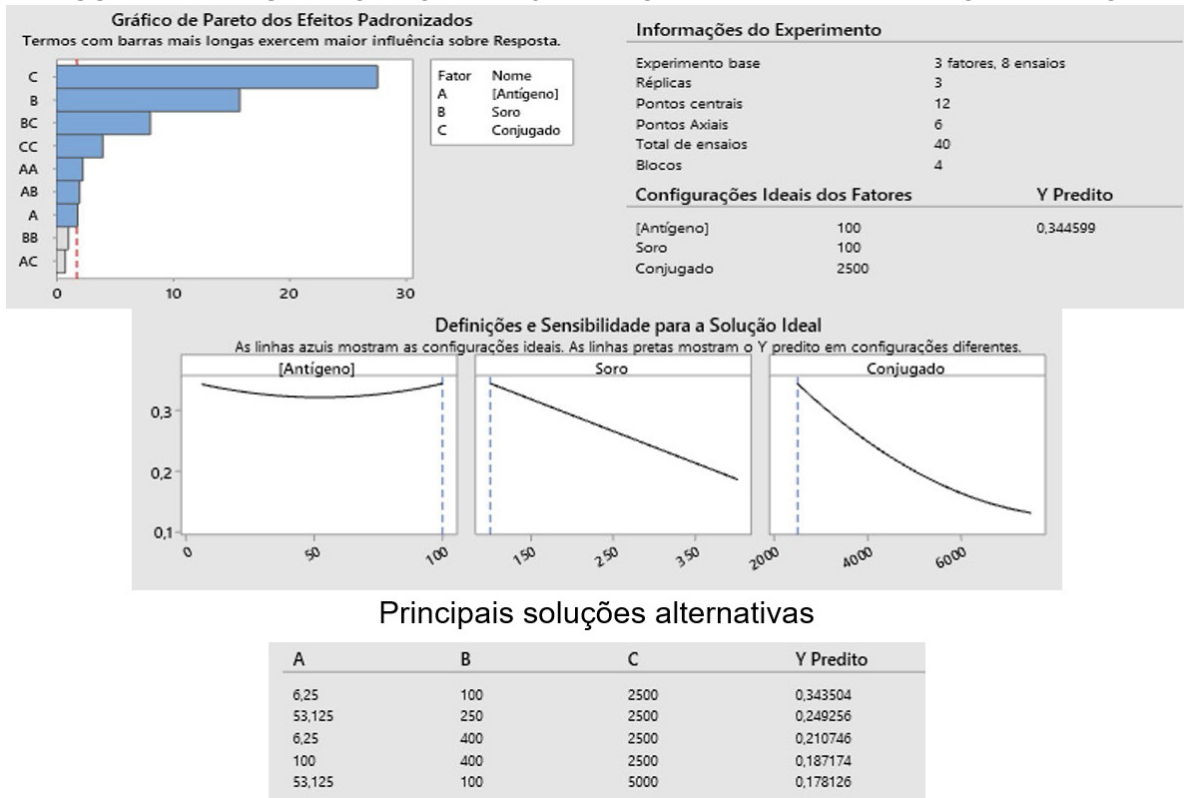 Gráfico de Pareto dos Efeitos Padronizados
Termos com barras mais longas exercem maior influência sobre Resposta.
C
B
BC
CC
AA
AB
A
BB
AC
0 10 20 30
Fator Nome
A [Antígeno]
B Soro
C Conjugado
Informações do Experimento
Experimento base 3 fatores, 8 ensaios
Réplicas 3
Pontos centrais 12
Pontos Axiais 6
Total de ensaios 40
Blocos 4
Configurações Ideais dos Fatores Y Predito
[Antígeno] 100 0,344599
Soro 100
Conjugado 2500
Definições e Sensibilidade para a Solução Ideal
As linhas azuis mostram as configurações ideais. As linhas pretas mostram o Y predito em configurações diferentes.
[Antígeno] Soro Conjugado
0,3
0,2
0,1
0 50 100 150 250 350 2000 4000 6000
Principais soluções alternativas
A B C Y Predito
6,25 100 2500 0,343504
53,125 250 2500 0,249256
6,25 400 2500 0,210746
100 400 2500 0,187174
53,125 100 5000 0,178126